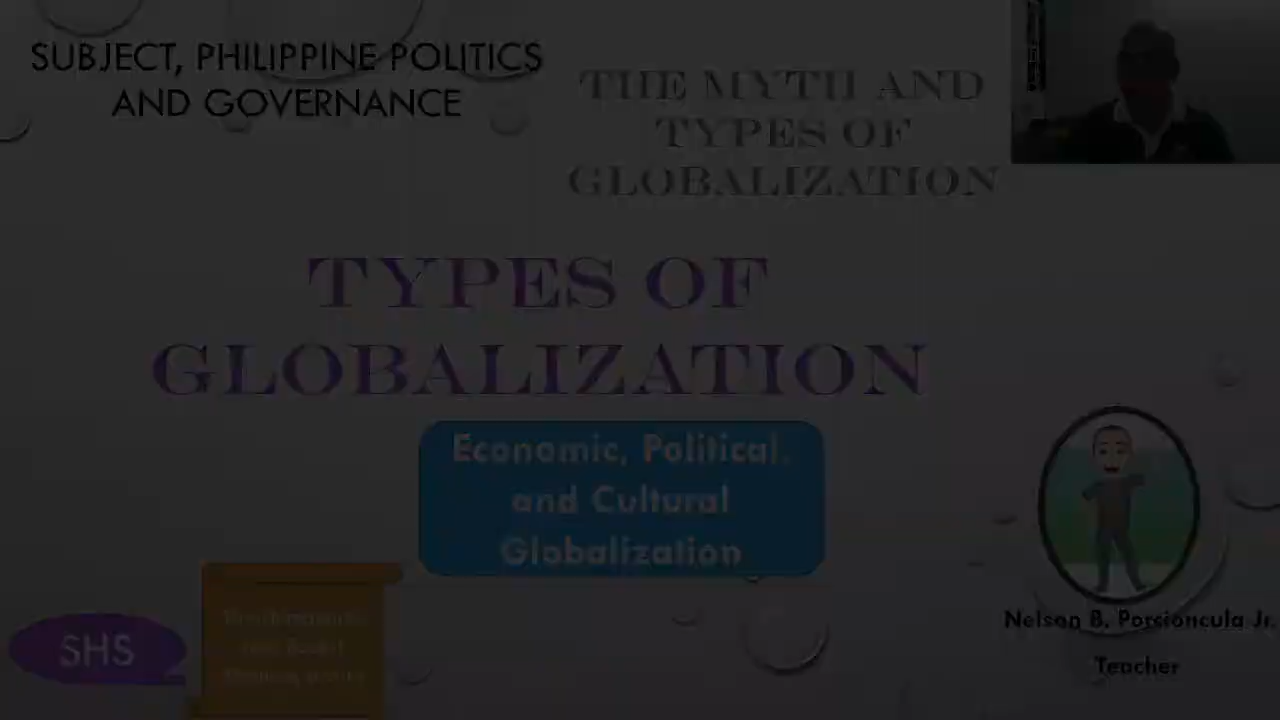 SUBJECT, PHILIPPINE POLITICS
AND GOVERNANCE
THE MYTH AND
TYPES OF
GLOBALIZATION
TYPES OF
GLOBALIZATION
Economic, Political,
and Cultural
Globalization
SHS
Nelson B. Porcioncula Jr.
Teacher